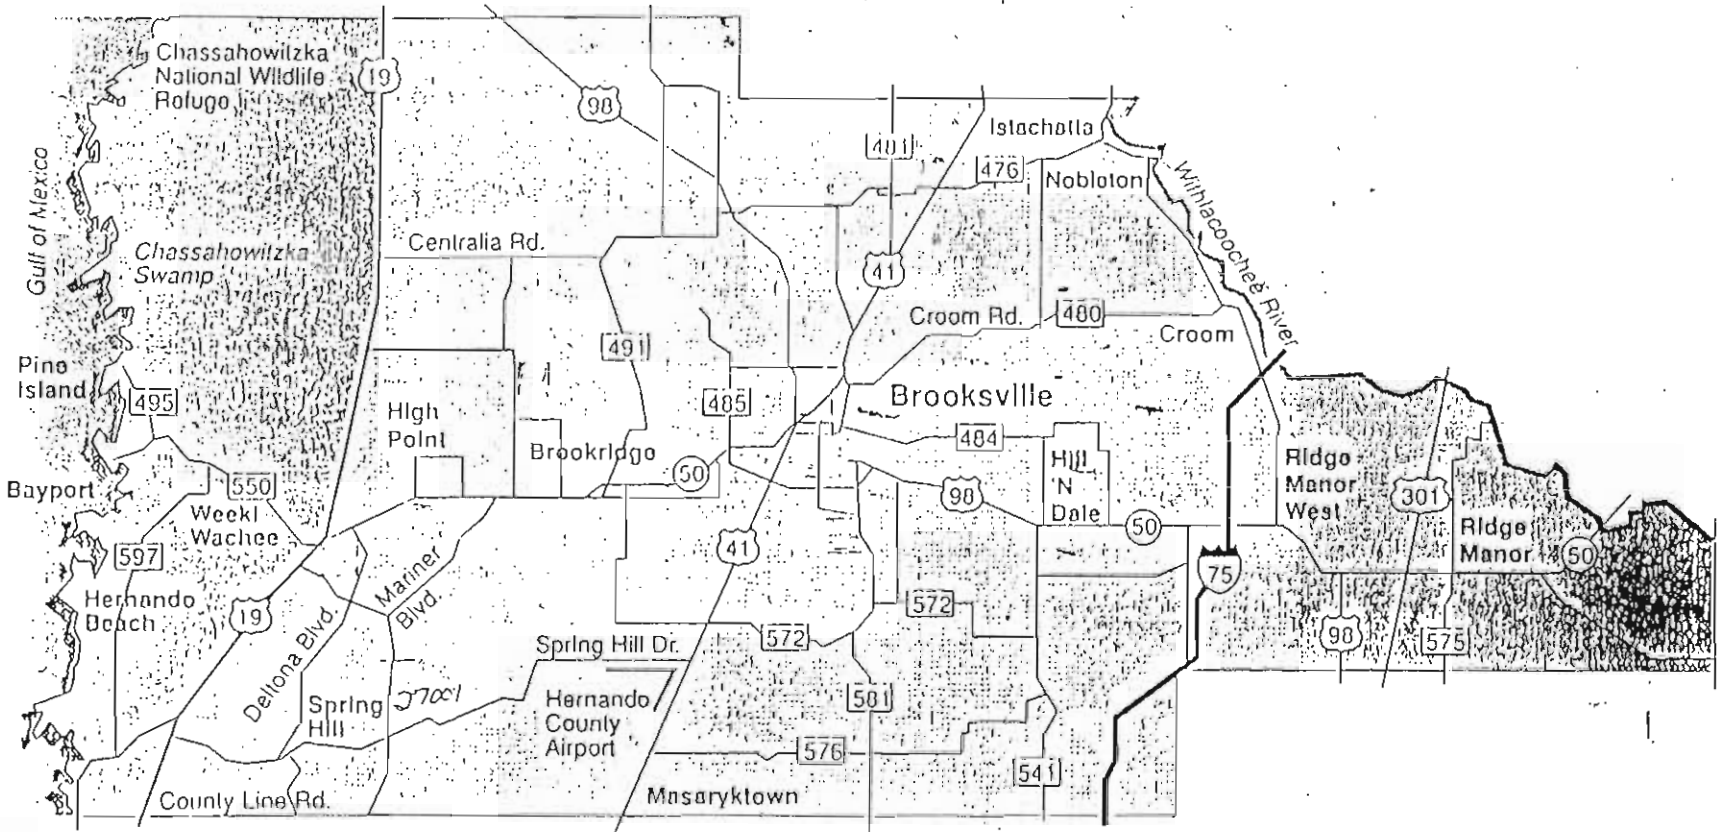 Chassahowitzka
National Wildlife
Refuge
19
98
Istachatta
481
476
Nobleton
Withlacoochee River
Gulf of Mexico
Chassahowitzka
Swamp
Centralia Rd.
41
Croom Rd.
480
Croom
491
Pine
Island
495
High
Point
485
Brooksville
Brookridge
50
484
Hill
'N
Dale
98
50
Ridge
Manor
West
301
Ridge
Manor
50
Bayport
550
Weeki
Wachee
597
41
75
Hernando
Beach
19
Deltona Blvd.
Mariner
Blvd.
572
572
98
575
Spring Hill Dr.
Spring
Hill
Hernando
County
Airport
581
576
541
County Line Rd.
Masaryktown